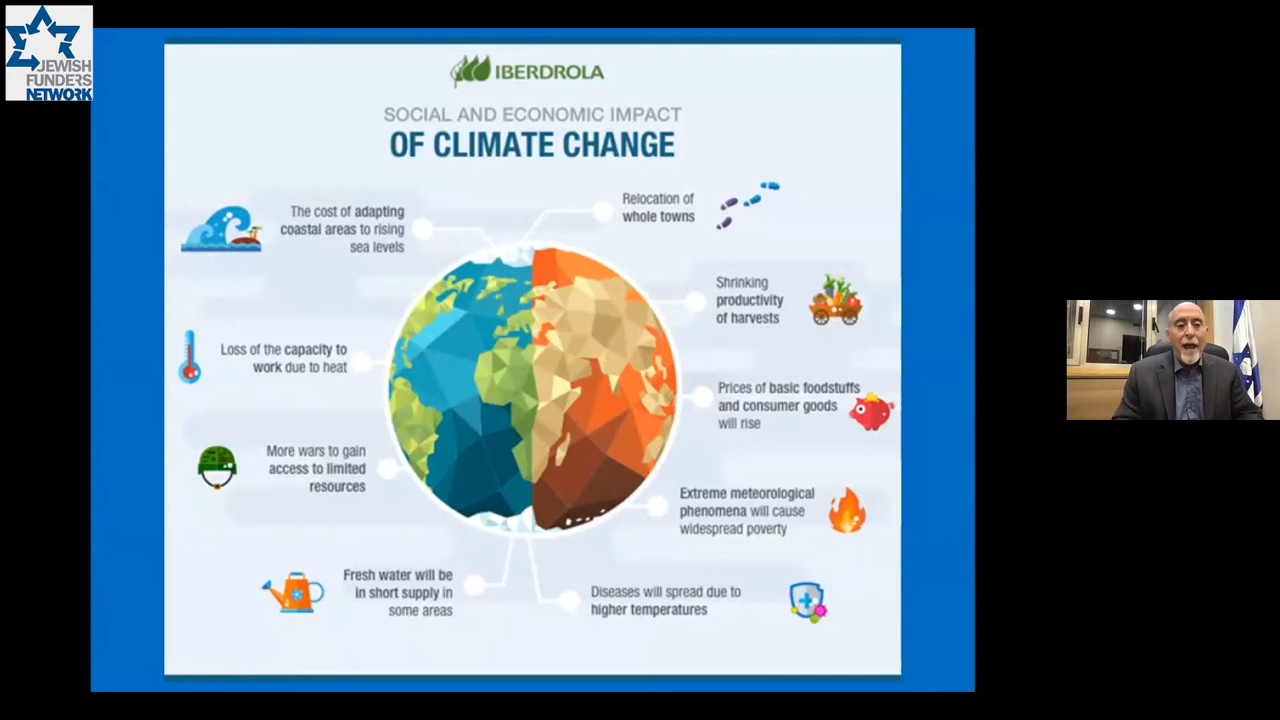 JEWISH
FUNDERS
NETWORK
IBERDROLA
SOCIAL AND ECONOMIC IMPACT
OF CLIMATE CHANGE
The cost of adapting
coastal areas to rising
sea levels
Relocation of
whole towns
Shrinking
productivity
of harvests
Loss of the capacity to
work due to heat
Prices of basic foodstuffs
and consumer goods
will rise
More wars to gain
access to limited
resources
Extreme meteorological
phenomena will cause
widespread poverty
Fresh water will be
in short supply in
some areas
Diseases will spread due to
higher temperatures